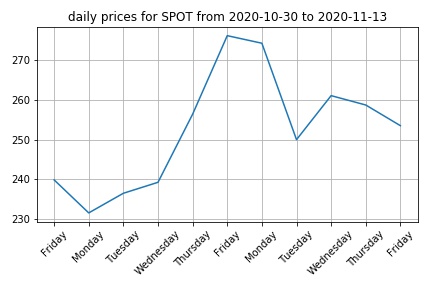 daily prices for SPOT from 2020-10-30 to 2020-11-13
270
260
250
240
230
Friday
Monday
Tuesday
Wednesday
Thursday
Friday
Monday
Tuesday
Wednesday
Thursday
Friday